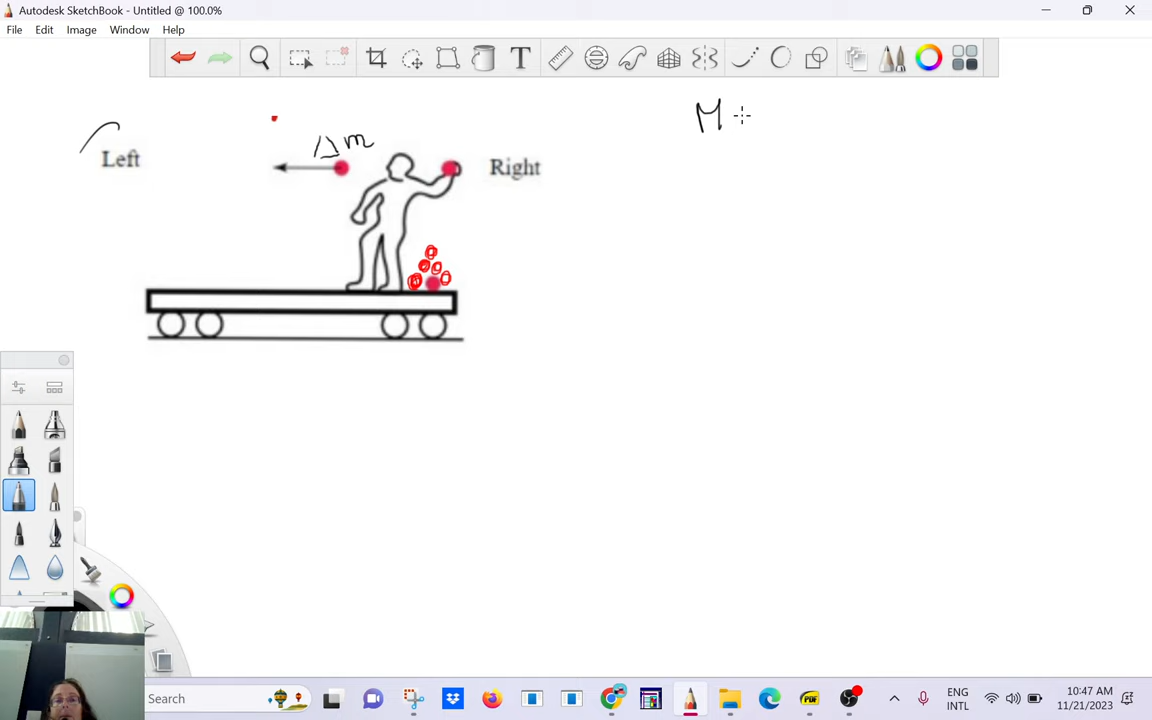 Autodesk SketchBook - Untitled @ 100.0%
File Edit Image Window Help
T
M
Δm
Left
Right
Search
PDF
ENG
INTL
10:47 AM
11/21/2023